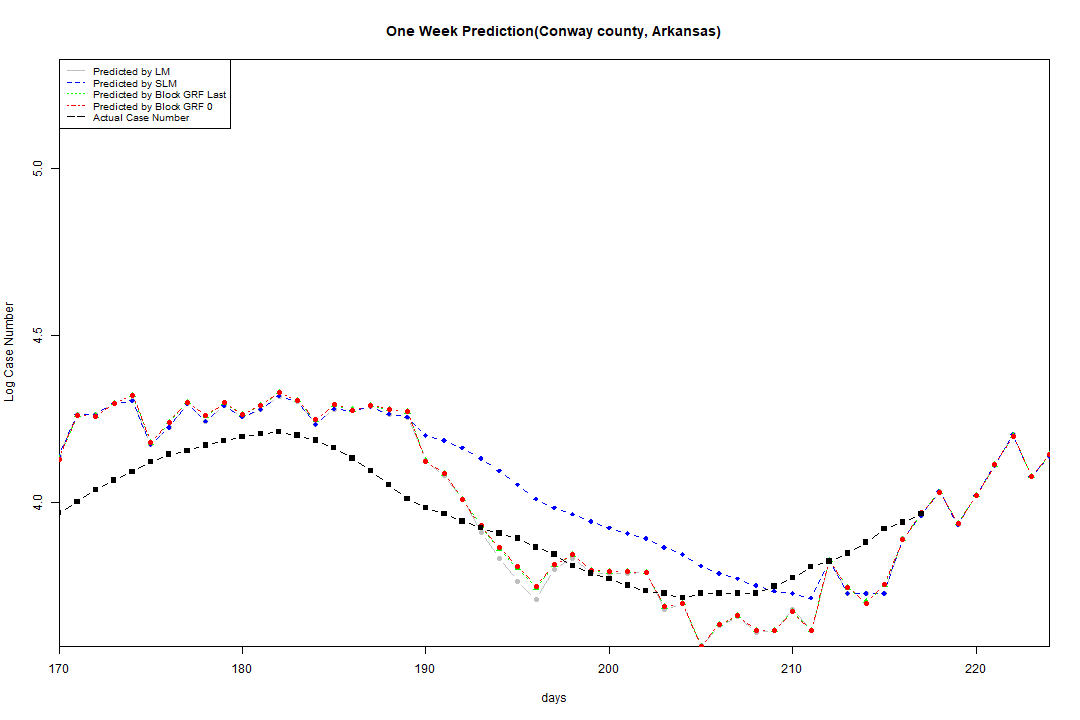 One Week Prediction(Conway county, Arkansas)
Predicted by LM
Predicted by SLM
Predicted by Block GRF Last
Predicted by Block GRF 0
Actual Case Number
5.0
4.5
4.0
Log Case Number
170 180 190 200 210 220
days